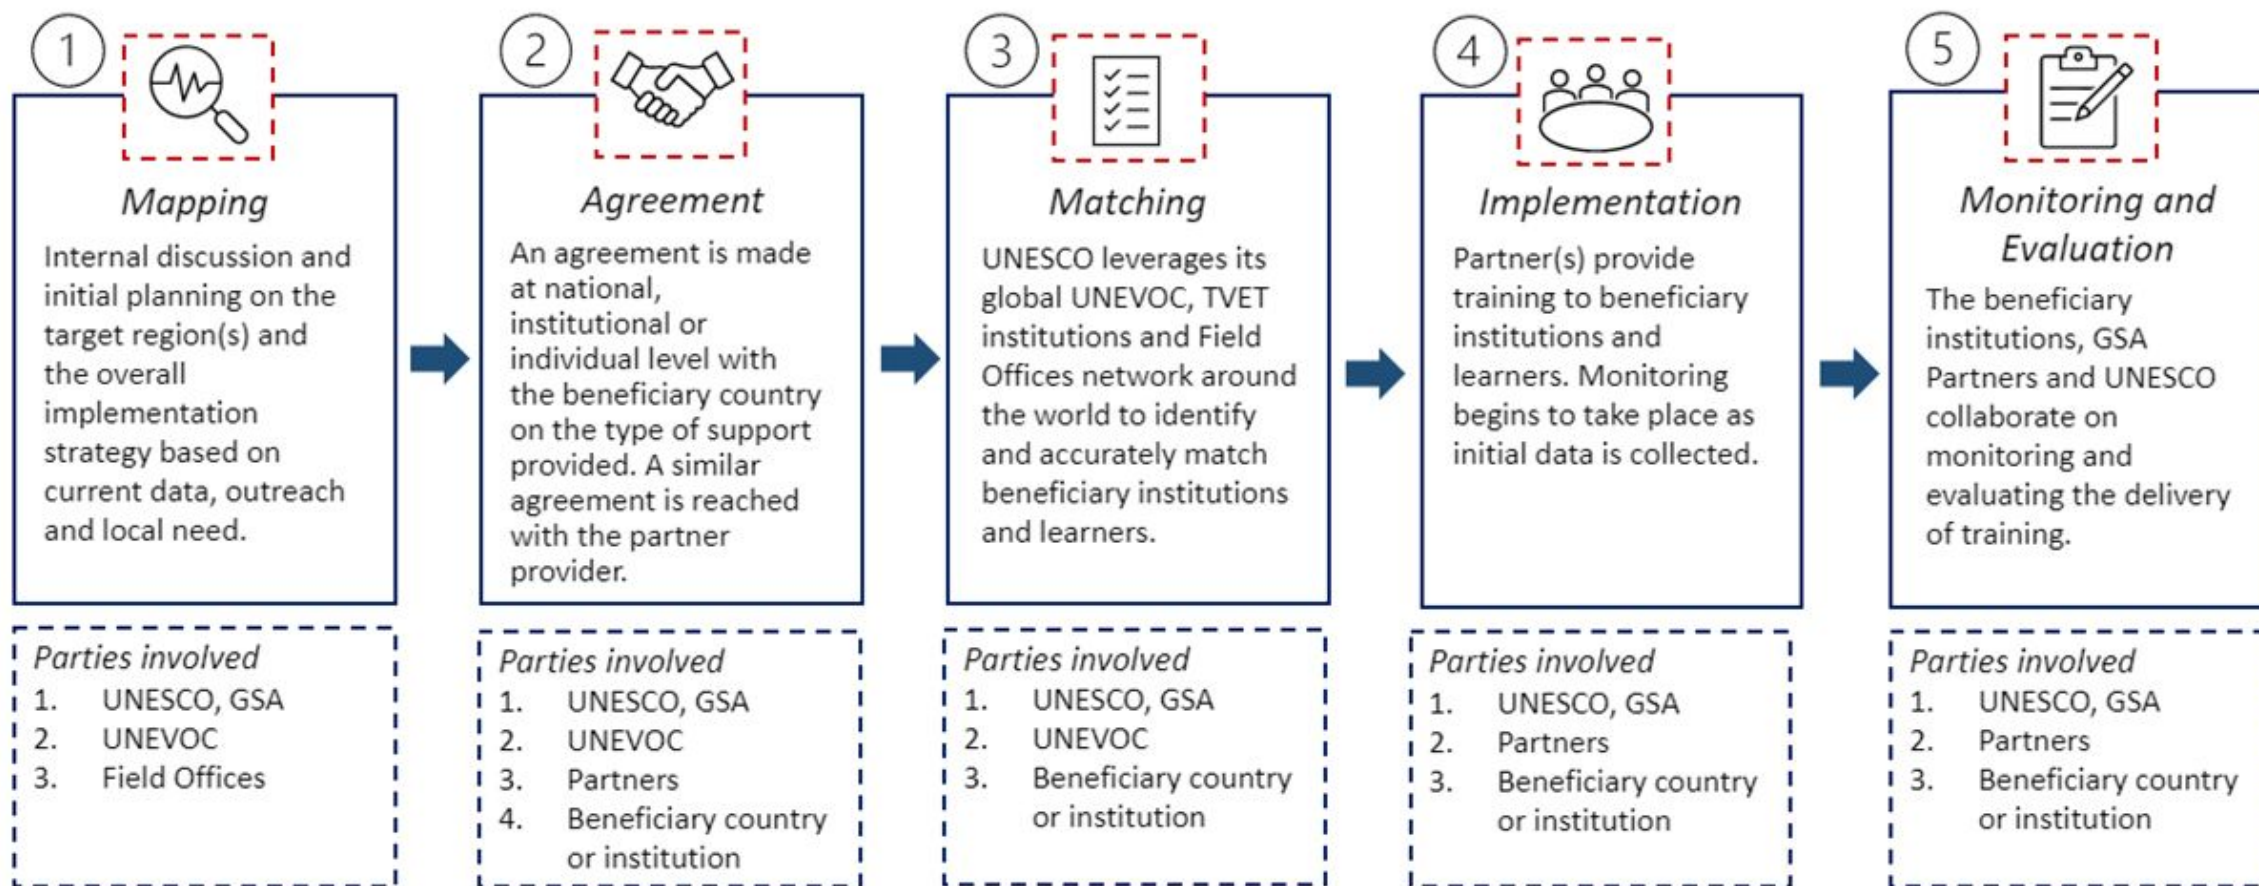 1
Mapping
Internal discussion and
initial planning on the
target region(s) and
the overall
implementation
strategy based on
current data, outreach
and local need.
Parties involved
1. UNESCO, GSA
2. UNEVOC
3. Field Offices
2
Agreement
An agreement is made
at national,
institutional or
individual level with
the beneficiary country
on the type of support
provided. A similar
agreement is reached
with the partner
provider.
Parties involved
1. UNESCO, GSA
2. UNEVOC
3. Partners
4. Beneficiary country
or institution
3
Matching
UNESCO leverages its
global UNEVOC, TVET
institutions and Field
Offices network around
the world to identify
and accurately match
beneficiary institutions
and learners.
Parties involved
1. UNESCO, GSA
2. UNEVOC
3. Beneficiary country
or institution
4
Implementation
Partner(s) provide
training to beneficiary
institutions and
learners. Monitoring
begins to take place as
initial data is collected.
Parties involved
1. UNESCO, GSA
2. Partners
3. Beneficiary country
or institution
5
Monitoring and
Evaluation
The beneficiary
institutions, GSA
Partners and UNESCO
collaborate on
monitoring and
evaluating the delivery
of training.
Parties involved
1. UNESCO, GSA
2. Partners
3. Beneficiary country
or institution